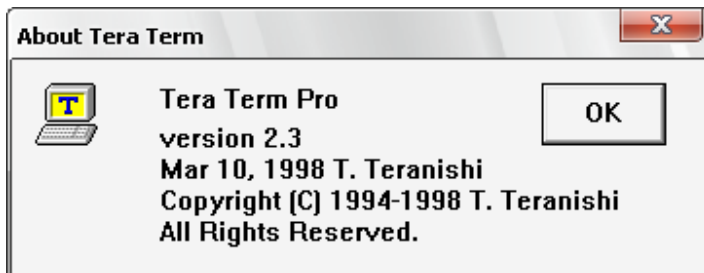 About Tera Term
X
T
Tera Term Pro
OK
version 2.3
Mar 10, 1998 T. Teranishi
Copyright (C) 1994-1998 T. Teranishi
All Rights Reserved.